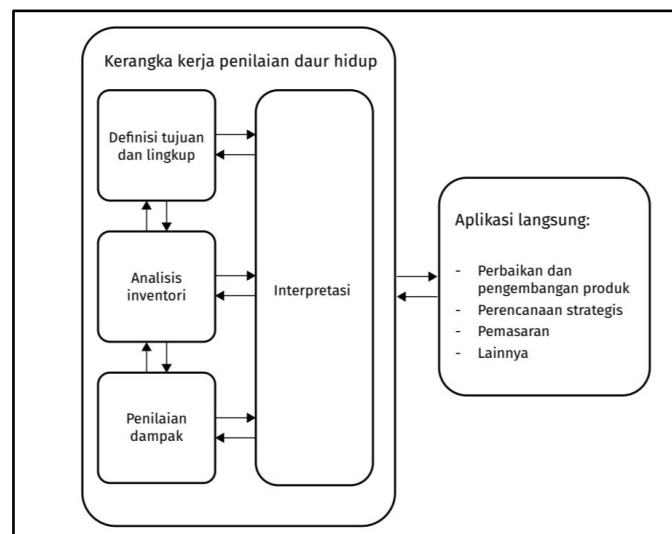 Kerangka kerja penilaian daur hidup
Definisi tujuan
dan lingkup
Analisis
inventori
Penilaian
dampak
Interpretasi
Aplikasi langsung:
- Perbaikan dan
pengembangan produk
- Perencanaan strategis
- Pemasaran
- Lainnya